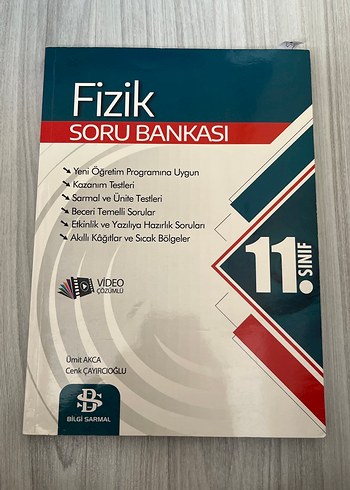 Fizik
SORU BANKASI
Yeni Öğretim Programına Uygun
Kazanım Testleri
Sarmal ve Ünite Testleri
Beceri Temelli Sorular
Etkinlik ve Yazılıya Hazırlık Soruları
Akıllı Kâğıtlar ve Sıcak Bölgeler
11. SINIF
VİDEO
ÇÖZÜMLÜ
Ümit AKCA
Cenk ÇAYIRCIOĞLU
BS
BİLGİ SARMAL